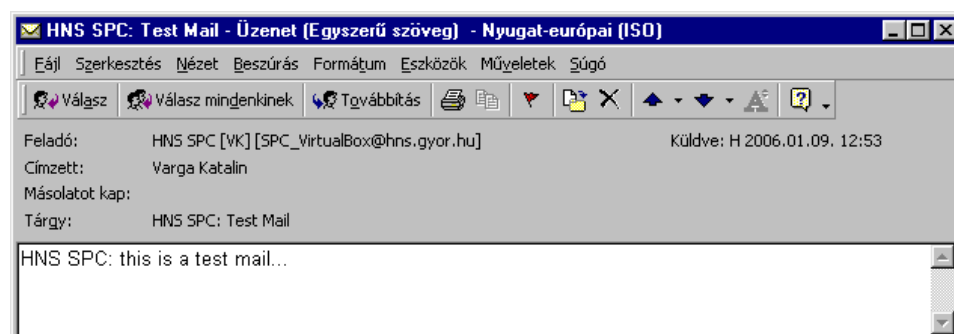 HNS SPC: Test Mail - Üzenet (Egyszerű szöveg) - Nyugat-európai (ISO)
Fájl Szerkesztés Nézet Beszúrás Formátum Eszközök Műveletek Súgó
Válasz Válasz mindenkinek Továbbítás
Feladó: HNS SPC [VK] [SPC_VirtualBox@hns.gyor.hu] Küldve: H 2006.01.09. 12:53
Címzett: Varga Katalin
Másolatot kap:
Tárgy: HNS SPC: Test Mail
HNS SPC: this is a test mail...